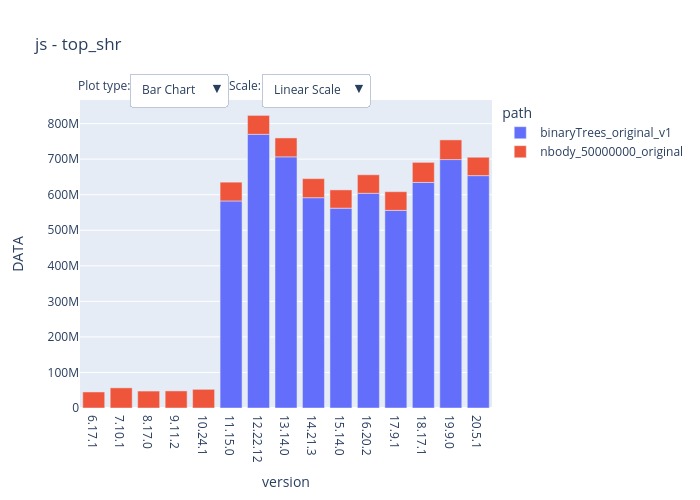 js - top_shr
Plot type: Bar Chart ▼ Scale: Linear Scale ▼
path
binaryTrees_original_v1
nbody_50000000_original
DATA
800M
700M
600M
500M
400M
300M
200M
100M
0
6.17.1
7.10.1
8.17.0
9.11.2
10.24.1
11.15.0
12.22.12
13.14.0
14.21.3
15.14.0
16.20.2
17.9.1
18.17.1
19.9.0
20.5.1
version